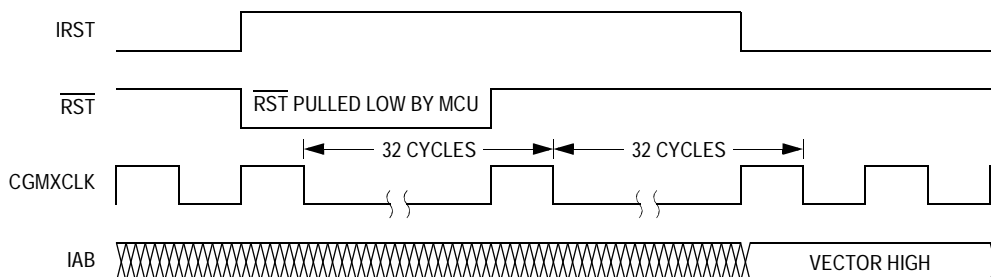 IRST
RST
RST PULLED LOW BY MCU
32 CYCLES
32 CYCLES
CGMXCLK
IAB
VECTOR HIGH